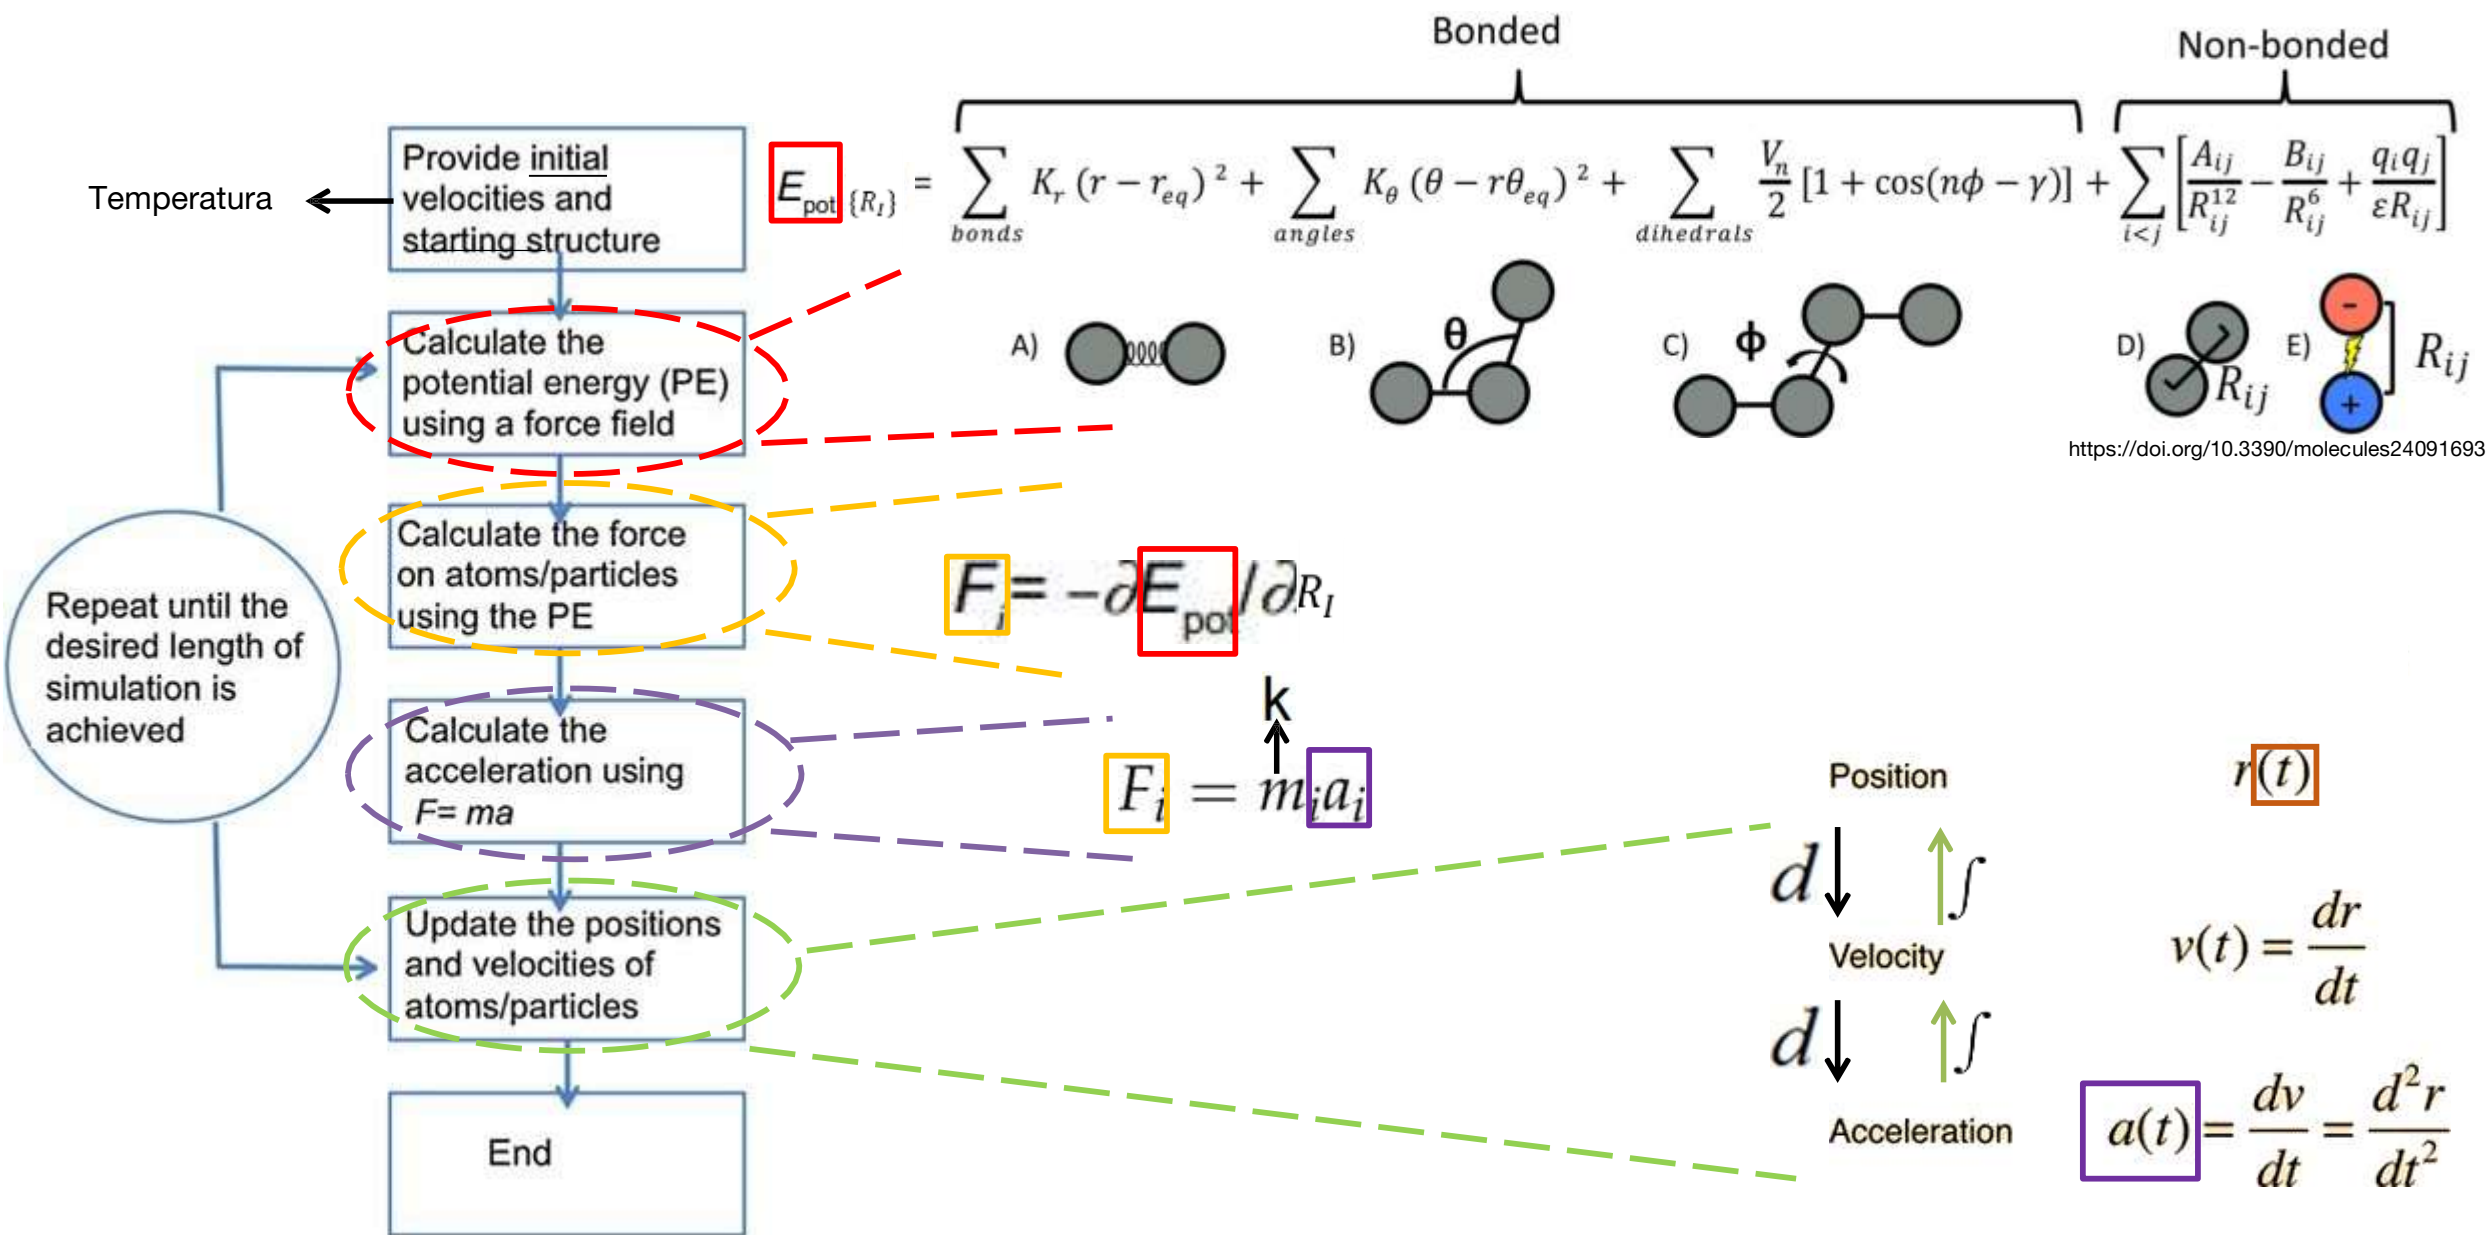 Bonded
Non-bonded
Temperatura
Provide initial
velocities and
starting structure
E_pot {R_I} = ∑_bonds K_r (r − r_eq)² + ∑_angles K_θ (θ − rθ_eq)² + ∑_dihedrals V_n/2 [1 + cos(nϕ − γ)] + ∑_i<j [A_ij/R_ij^12 − B_ij/R_ij^6 + q_i q_j/εR_ij]
A)
B) θ
C) ϕ
D) R_ij
E) - + R_ij
https://doi.org/10.3390/molecules24091693
Calculate the
potential energy (PE)
using a force field
Calculate the force
on atoms/particles
using the PE
F_i = −∂E_pot/∂R_I
Repeat until the
desired length of
simulation is
achieved
Calculate the
acceleration using
F= ma
k
F_i = m_i a_i
Update the positions
and velocities of
atoms/particles
End
Position r(t)
d ∫
Velocity v(t) = dr/dt
d ∫
Acceleration a(t) = dv/dt = d²r/dt²